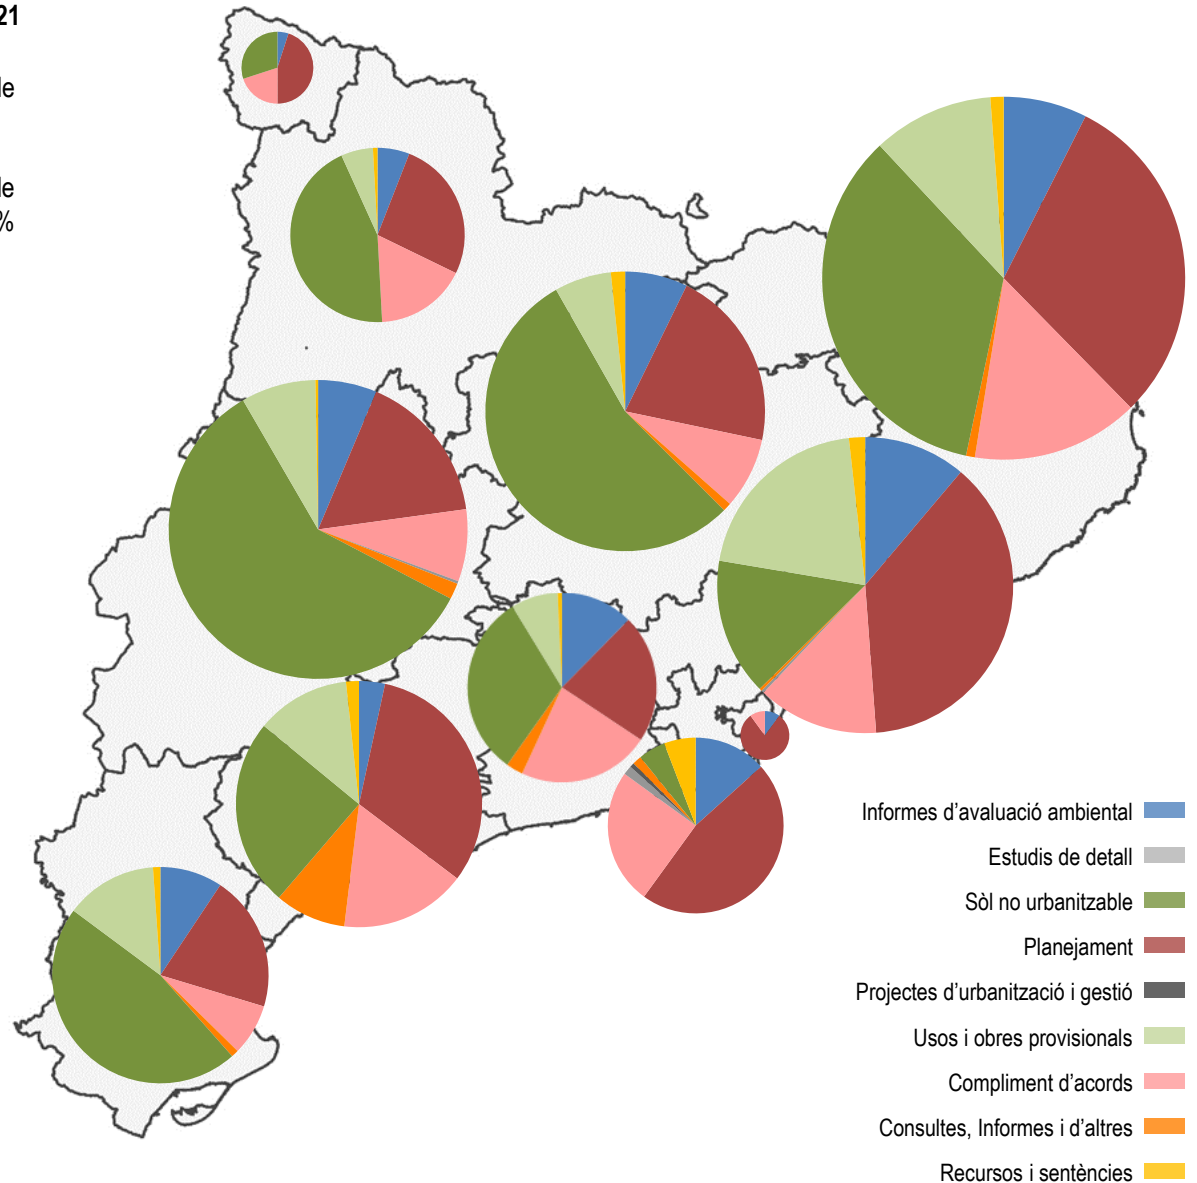 21
de
de
%
Informes d'avaluació ambiental
Estudis de detall
Sòl no urbanitzable
Planejament
Projectes d'urbanització i gestió
Usos i obres provisionals
Compliment d'acords
Consultes, Informes i d'altres
Recursos i sentències